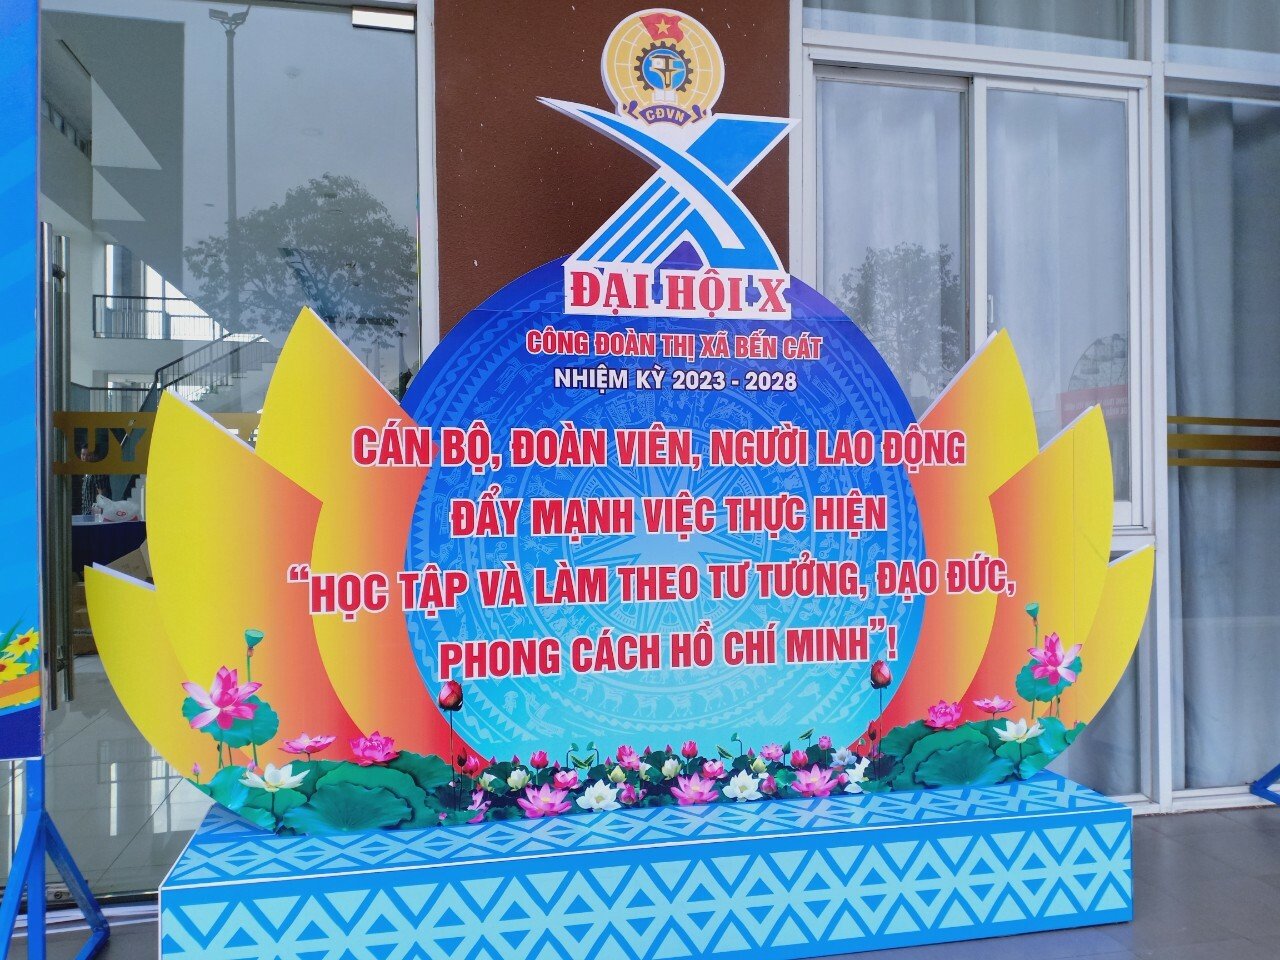 CĐVN
ĐẠI HỘI X
CÔNG ĐOÀN THỊ XÃ BẾN CÁT
NHIỆM KỲ 2023 - 2028
CÁN BỘ, ĐOÀN VIÊN, NGƯỜI LAO ĐỘNG
ĐẨY MẠNH VIỆC THỰC HIỆN
“HỌC TẬP VÀ LÀM THEO TƯ TƯỞNG, ĐẠO ĐỨC,
PHONG CÁCH HỒ CHÍ MINH”!
UỶ